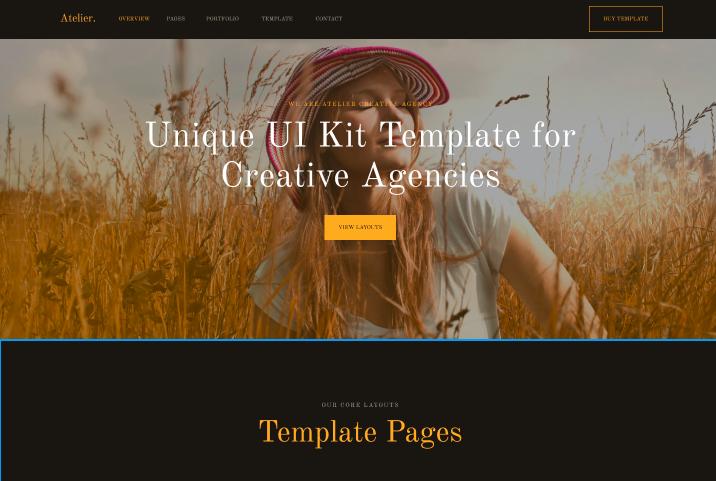 Atelier.
OVERVIEW PAGES PORTFOLIO TEMPLATE CONTACT
BUY TEMPLATE
WE ARE ATELIER CREATIVE AGENCY
Unique UI Kit Template for
Creative Agencies
VIEW LAYOUTS
OUR CORE LAYOUTS
Template Pages